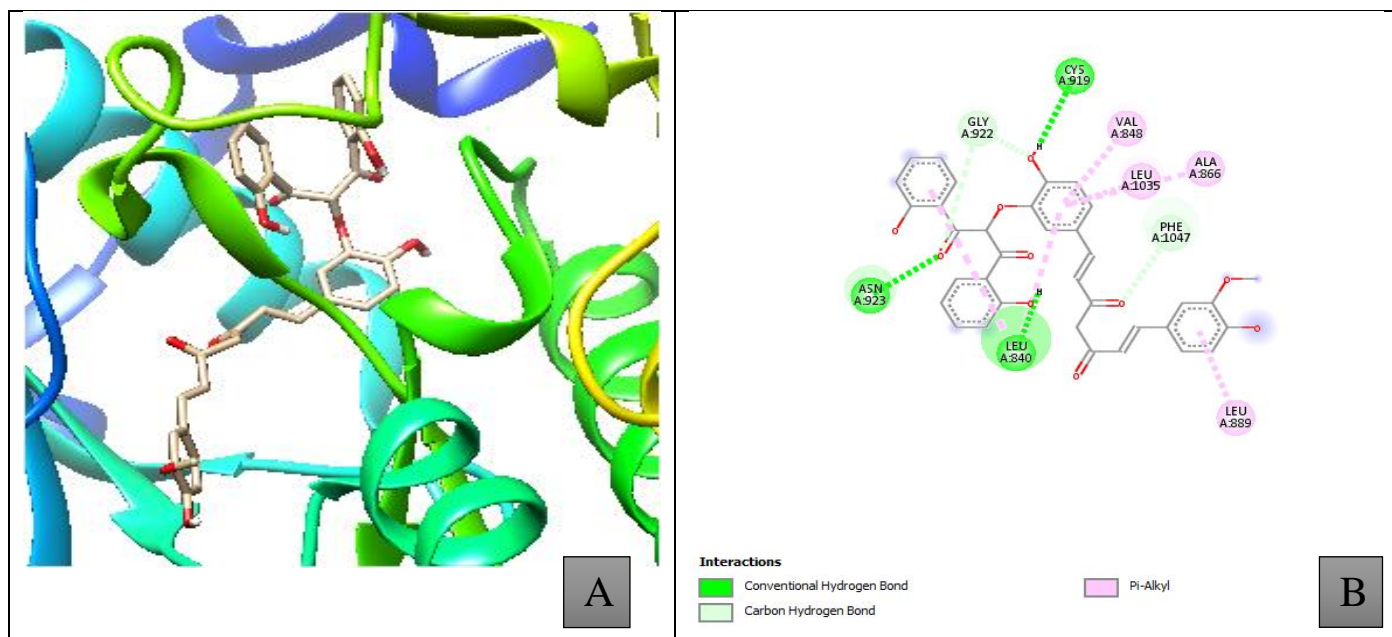 A
CYS
A:919
GLY
A:922
VAL
A:848
LEU
A:1035
ALA
A:866
PHE
A:1047
ASN
A:923
LEU
A:840
LEU
A:889
H
O
H
O
O
O
O
O
O
O
O
O
Interactions
Conventional Hydrogen Bond
Carbon Hydrogen Bond
Pi-Alkyl
B